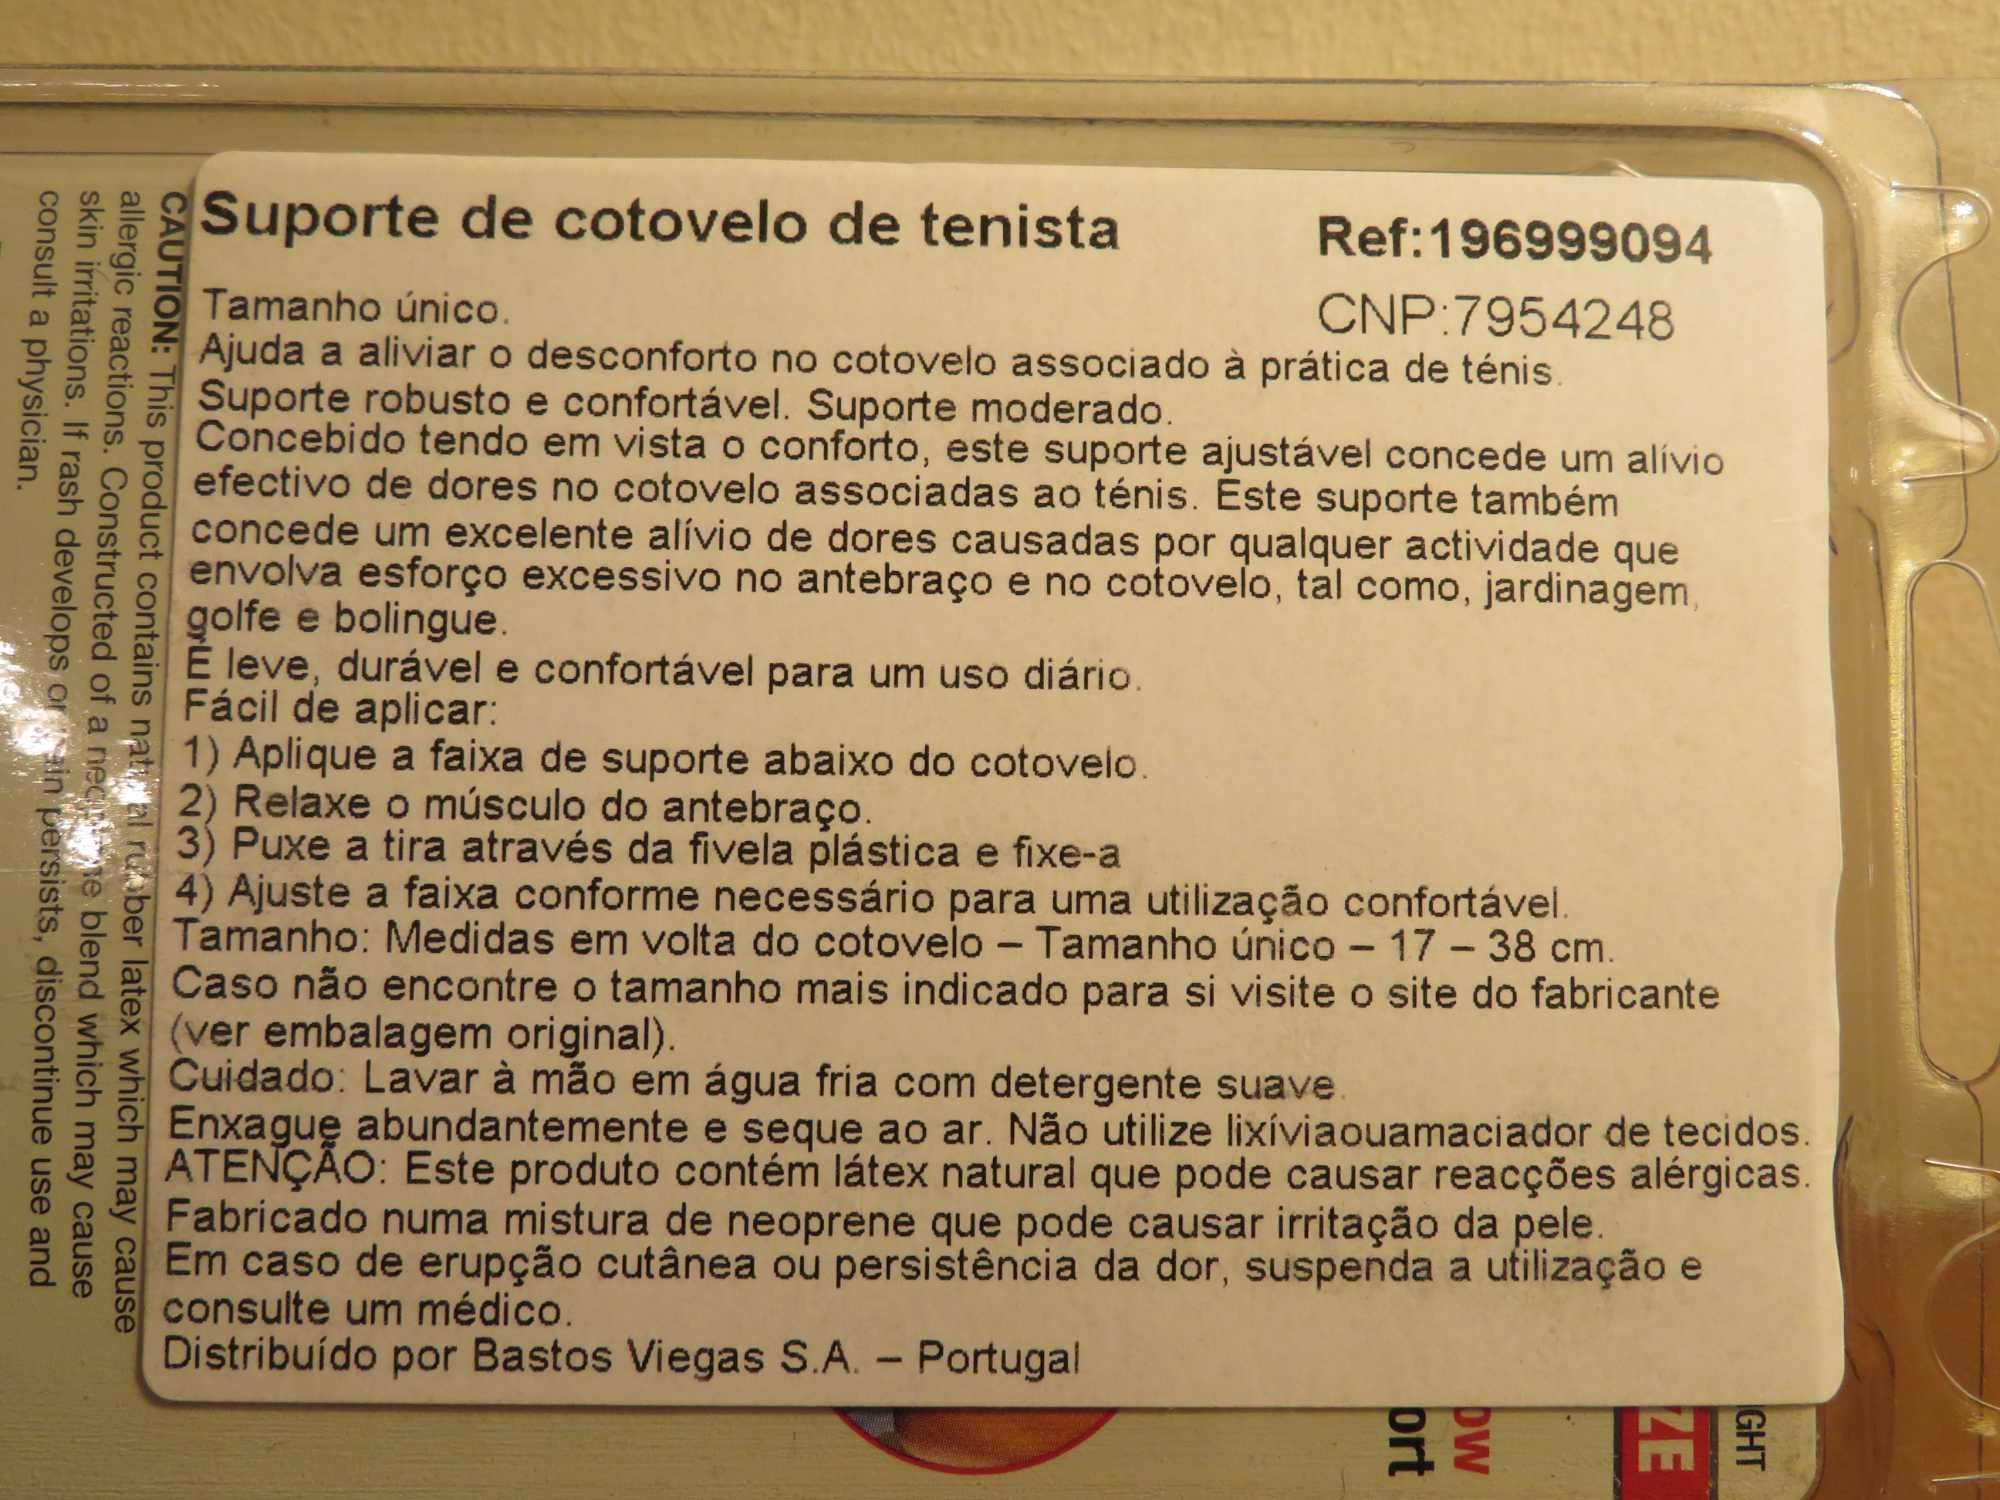 Suporte de cotovelo de tenista
Ref:196999094
Tamanho único.
CNP:7954248
Ajuda a aliviar o desconforto no cotovelo associado à prática de ténis.
Suporte robusto e confortável. Suporte moderado.
Concebido tendo em vista o conforto, este suporte ajustável concede um alívio
efectivo de dores no cotovelo associadas ao ténis. Este suporte também
concede um excelente alívio de dores causadas por qualquer actividade que
envolva esforço excessivo no antebraço e no cotovelo, tal como, jardinagem,
golfe e bolingue.
É leve, durável e confortável para um uso diário.
Fácil de aplicar:
1) Aplique a faixa de suporte abaixo do cotovelo.
2) Relaxe o músculo do antebraço.
3) Puxe a tira através da fivela plástica e fixe-a
4) Ajuste a faixa conforme necessário para uma utilização confortável.
Tamanho: Medidas em volta do cotovelo – Tamanho único – 17 – 38 cm.
Caso não encontre o tamanho mais indicado para si visite o site do fabricante
(ver embalagem original).
Cuidado: Lavar à mão em água fria com detergente suave.
Enxague abundantemente e seque ao ar. Não utilize lixíviaouamaciador de tecidos.
ATENÇÃO: Este produto contém látex natural que pode causar reacções alérgicas.
Fabricado numa mistura de neoprene que pode causar irritação da pele.
Em caso de erupção cutânea ou persistência da dor, suspenda a utilização e
consulte um médico.
Distribuído por Bastos Viegas S.A. – Portugal
CAUTION: This product contains natural rubber latex which may cause
allergic reactions. Constructed of a neoprene blend which may cause
skin irritations. If rash develops or pain persists, discontinue use and
consult a physician.
GHT
ZE
ow
ort